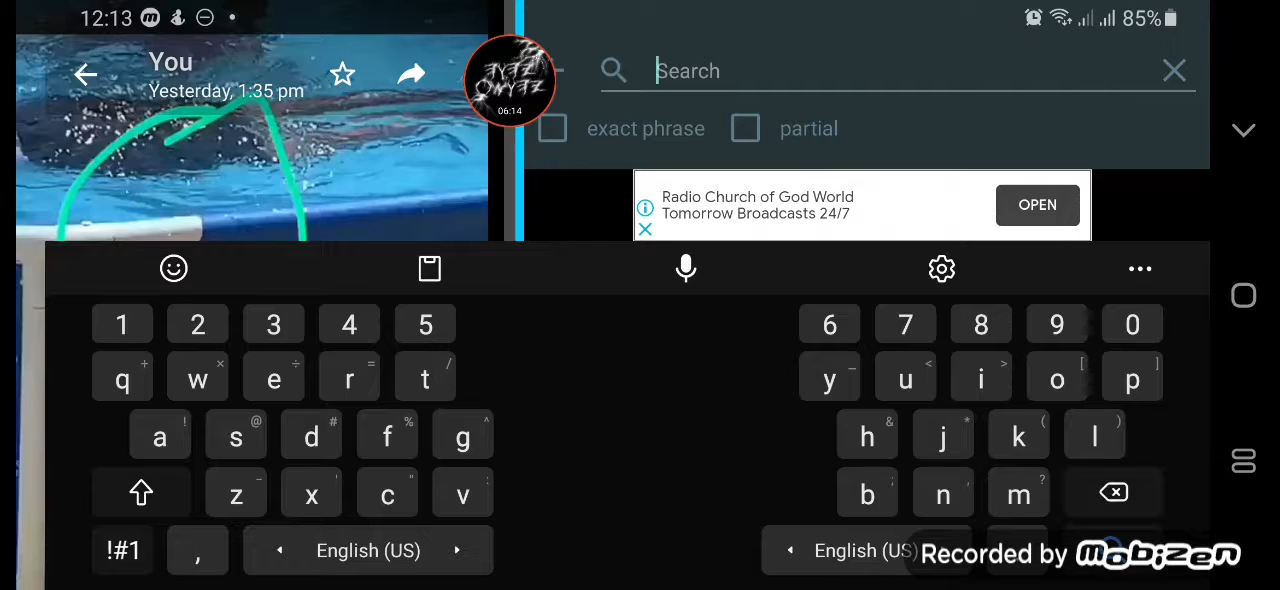 12:13
85%
You
Yesterday, 1:35 pm
06:14
Search
exact phrase
partial
Radio Church of God World
Tomorrow Broadcasts 24/7
OPEN
1 2 3 4 5 6 7 8 9 0
q + w × e ÷ r = t / y _ u < i > o [ p ]
a ! s @ d # f % g ^ h & j * k ( l )
z - x ' c " v : b ; n , m ?
!#1 , English (US) English (US)
Recorded by Mobizen